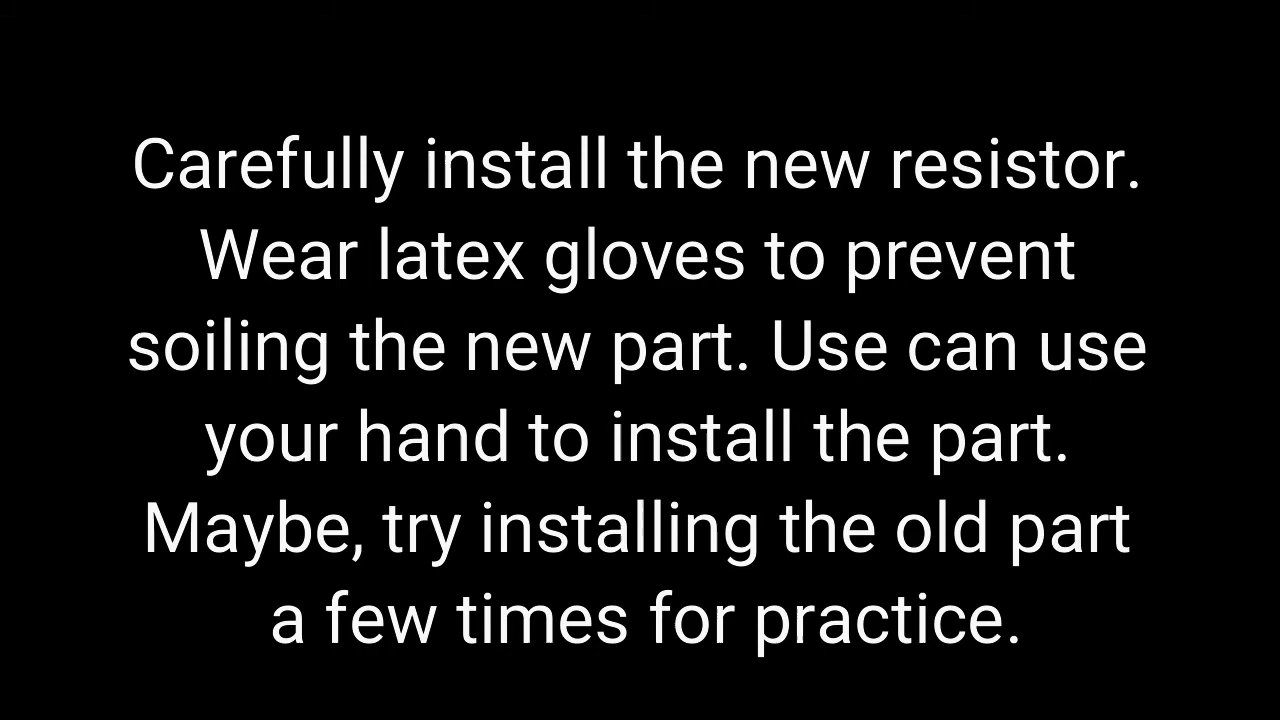 Carefully install the new resistor.
Wear latex gloves to prevent
soiling the new part. Use can use
your hand to install the part.
Maybe, try installing the old part
a few times for practice.